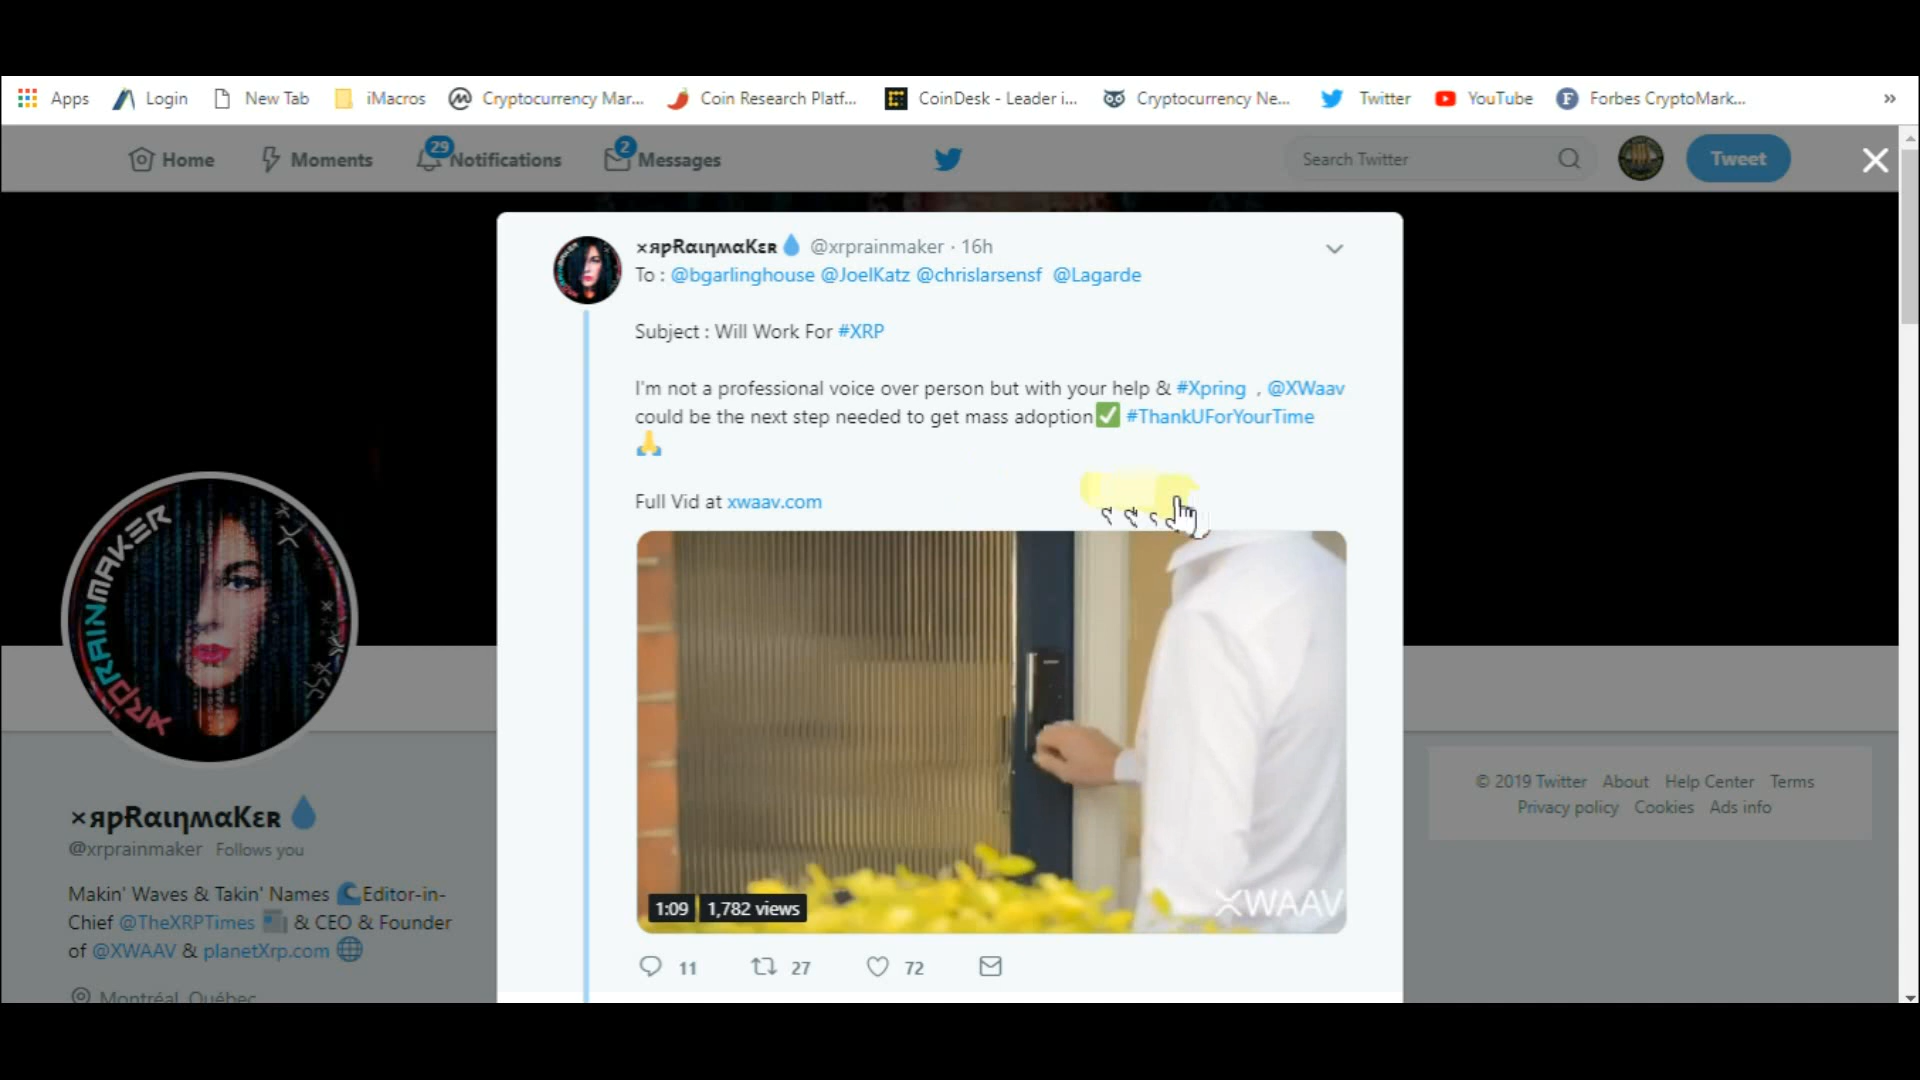 Apps Login New Tab iMacros Cryptocurrency Mar... Coin Research Platf... CoinDesk - Leader i... Cryptocurrency Ne... Twitter YouTube Forbes CryptoMark... »
Home Moments 29 Notifications 2 Messages Search Twitter Tweet
×яpRαιηмαKεʀ💧 @xrprainmaker · 16h
To : @bgarlinghouse @JoelKatz @chrislarsensf @Lagarde
Subject : Will Work For #XRP
I'm not a professional voice over person but with your help & #Xpring , @XWaav
could be the next step needed to get mass adoption✅ #ThankUForYourTime
🙏
Full Vid at xwaav.com
XWAAV
1:09 1,782 views
11 27 72
XRPRAINMAKER
×яpRαιηмαKεʀ💧
@xrprainmaker Follows you
Makin' Waves & Takin' Names 🌊Editor-in-
Chief @TheXRPTimes 📰 & CEO & Founder
of @XWAAV & planetXrp.com 🌐
Montréal, Québec
© 2019 Twitter About Help Center Terms
Privacy policy Cookies Ads info